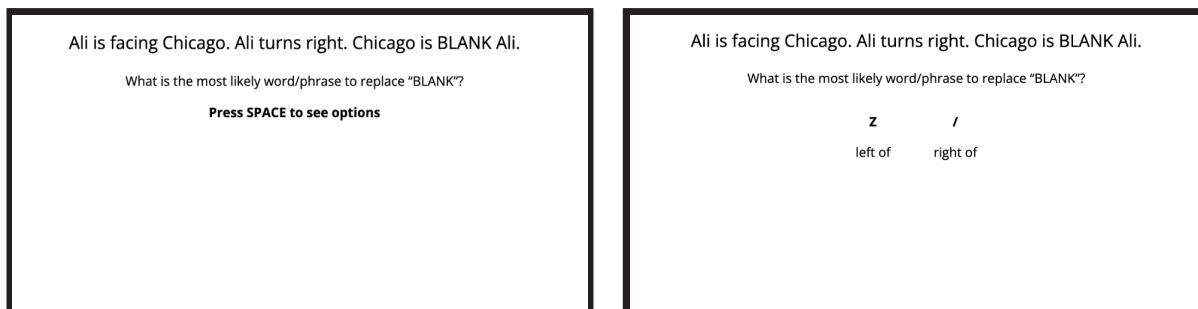 Ali is facing Chicago. Ali turns right. Chicago is BLANK Ali.
What is the most likely word/phrase to replace “BLANK”?
Press SPACE to see options
Ali is facing Chicago. Ali turns right. Chicago is BLANK Ali.
What is the most likely word/phrase to replace “BLANK”?
Z /
left of right of